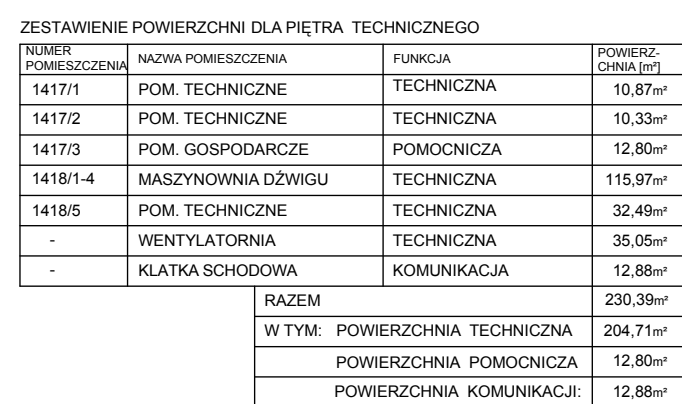 ZESTAWIENIE POWIERZCHNI DLA PIĘTRA TECHNICZNEGO
NUMER POMIESZCZENIA NAZWA POMIESZCZENIA FUNKCJA POWIERZ-CHNIA [m²]
1417/1 POM. TECHNICZNE TECHNICZNA 10,87m²
1417/2 POM. TECHNICZNE TECHNICZNA 10,33m²
1417/3 POM. GOSPODARCZE POMOCNICZA 12,80m²
1418/1-4 MASZYNOWNIA DŹWIGU TECHNICZNA 115,97m²
1418/5 POM. TECHNICZNE TECHNICZNA 32,49m²
- WENTYLATORNIA TECHNICZNA 35,05m²
- KLATKA SCHODOWA KOMUNIKACJA 12,88m²
RAZEM 230,39m²
W TYM: POWIERZCHNIA TECHNICZNA 204,71m²
POWIERZCHNIA POMOCNICZA 12,80m²
POWIERZCHNIA KOMUNIKACJI: 12,88m²